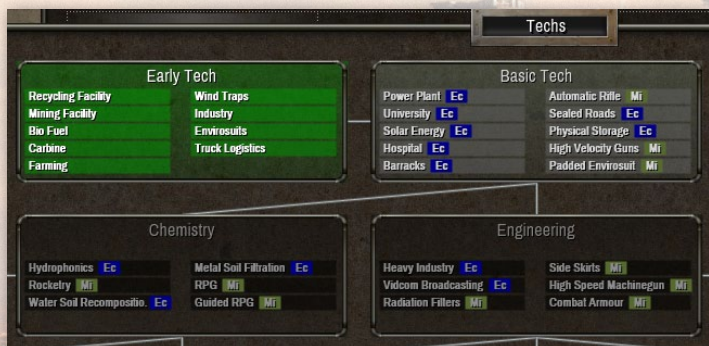 Techs
Early Tech
Recycling Facility
Mining Facility
Bio Fuel
Carbine
Farming
Wind Traps
Industry
Envirosuits
Truck Logistics
Basic Tech
Power Plant Ec
University Ec
Solar Energy Ec
Hospital Ec
Barracks Ec
Automatic Rifle Mi
Sealed Roads Ec
Physical Storage Ec
High Velocity Guns Mi
Padded Envirosuit Mi
Chemistry
Hydrophonics Ec
Rocketry Mi
Water Soil Recompositio. Ec
Metal Soil Filtration Ec
RPG Mi
Guided RPG Mi
Engineering
Heavy Industry Ec
Vidcom Broadcasting Ec
Radiation Filters Mi
Side Skirts Mi
High Speed Machinegun Mi
Combat Armour Mi